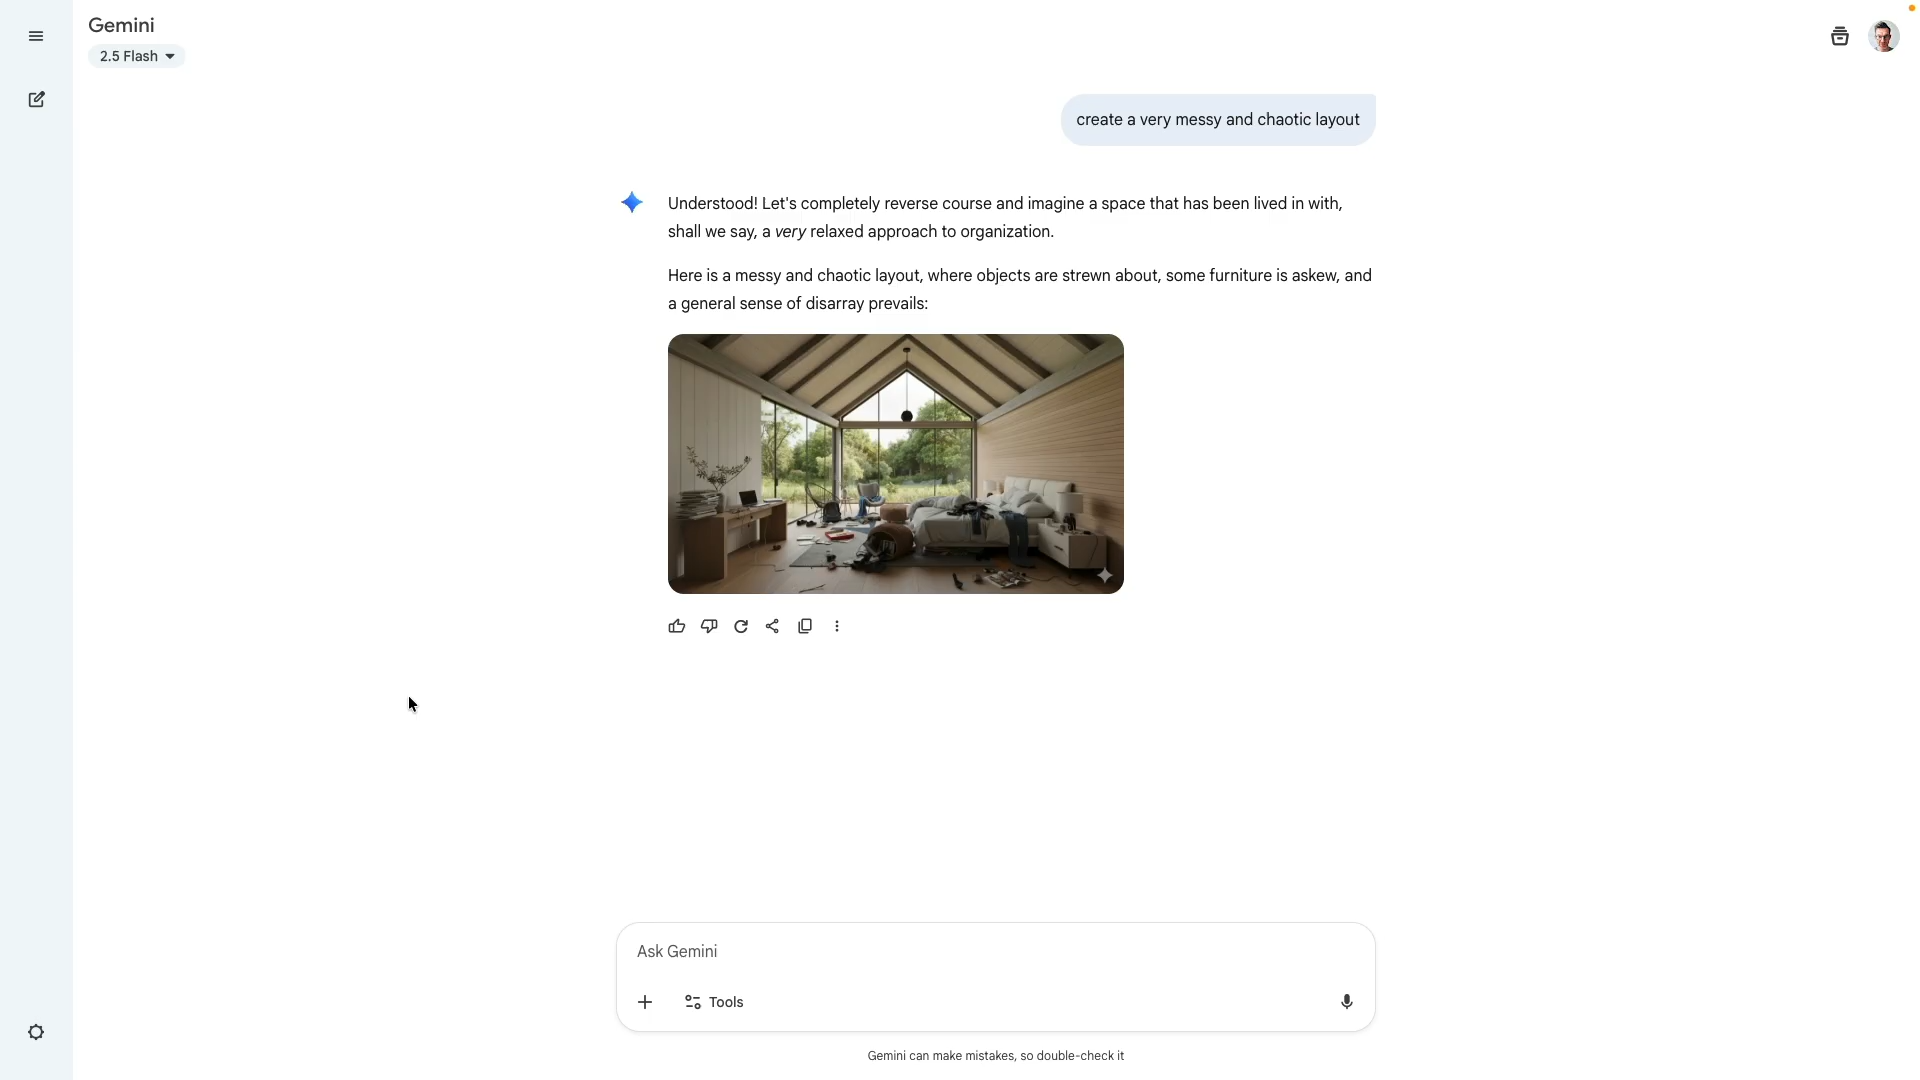 Gemini
2.5 Flash
create a very messy and chaotic layout
Understood! Let's completely reverse course and imagine a space that has been lived in with,
shall we say, a very relaxed approach to organization.
Here is a messy and chaotic layout, where objects are strewn about, some furniture is askew, and
a general sense of disarray prevails:
Ask Gemini
Tools
Gemini can make mistakes, so double-check it